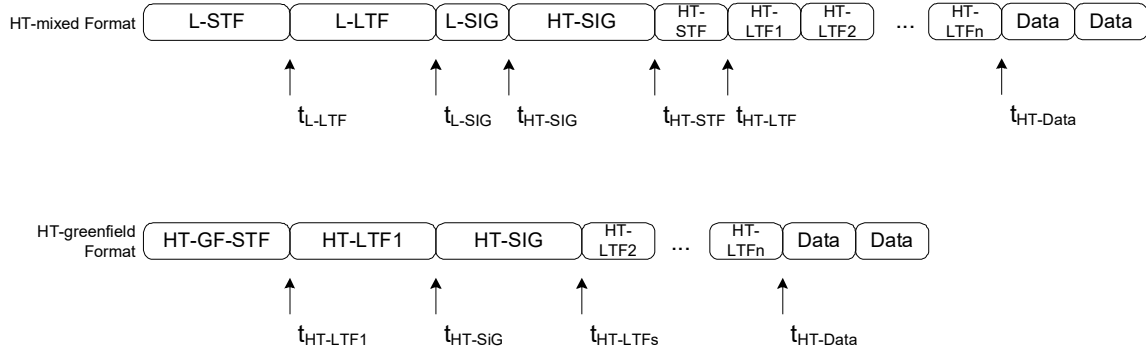 HT-mixed Format
L-STF
L-LTF
L-SIG
HT-SIG
HT-
STF
HT-
LTF1
HT-
LTF2
...
HT-
LTFn
Data
Data
tL-LTF
tL-SIG
tHT-SIG
tHT-STF
tHT-LTF
tHT-Data
HT-greenfield
Format
HT-GF-STF
HT-LTF1
HT-SIG
HT-
LTF2
...
HT-
LTFn
Data
Data
tHT-LTF1
tHT-SiG
tHT-LTFs
tHT-Data